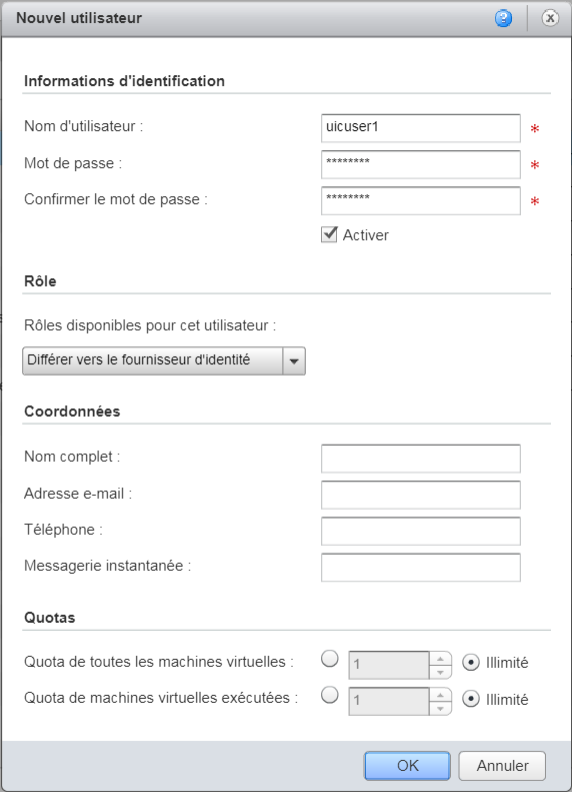 Nouvel utilisateur
Informations d'identification
Nom d'utilisateur : uicuser1 *
Mot de passe : ******** *
Confirmer le mot de passe : ******** *
Activer
Rôle
Rôles disponibles pour cet utilisateur :
Différer vers le fournisseur d'identité
Coordonnées
Nom complet :
Adresse e-mail :
Téléphone :
Messagerie instantanée :
Quotas
Quota de toutes les machines virtuelles : 1 Illimité
Quota de machines virtuelles exécutées : 1 Illimité
OK Annuler